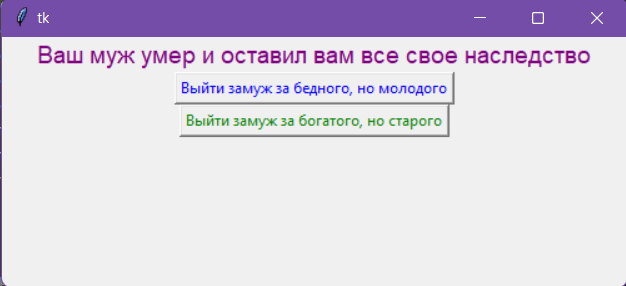 tk
Ваш муж умер и оставил вам все свое наследство
Выйти замуж за бедного, но молодого
Выйти замуж за богатого, но старого